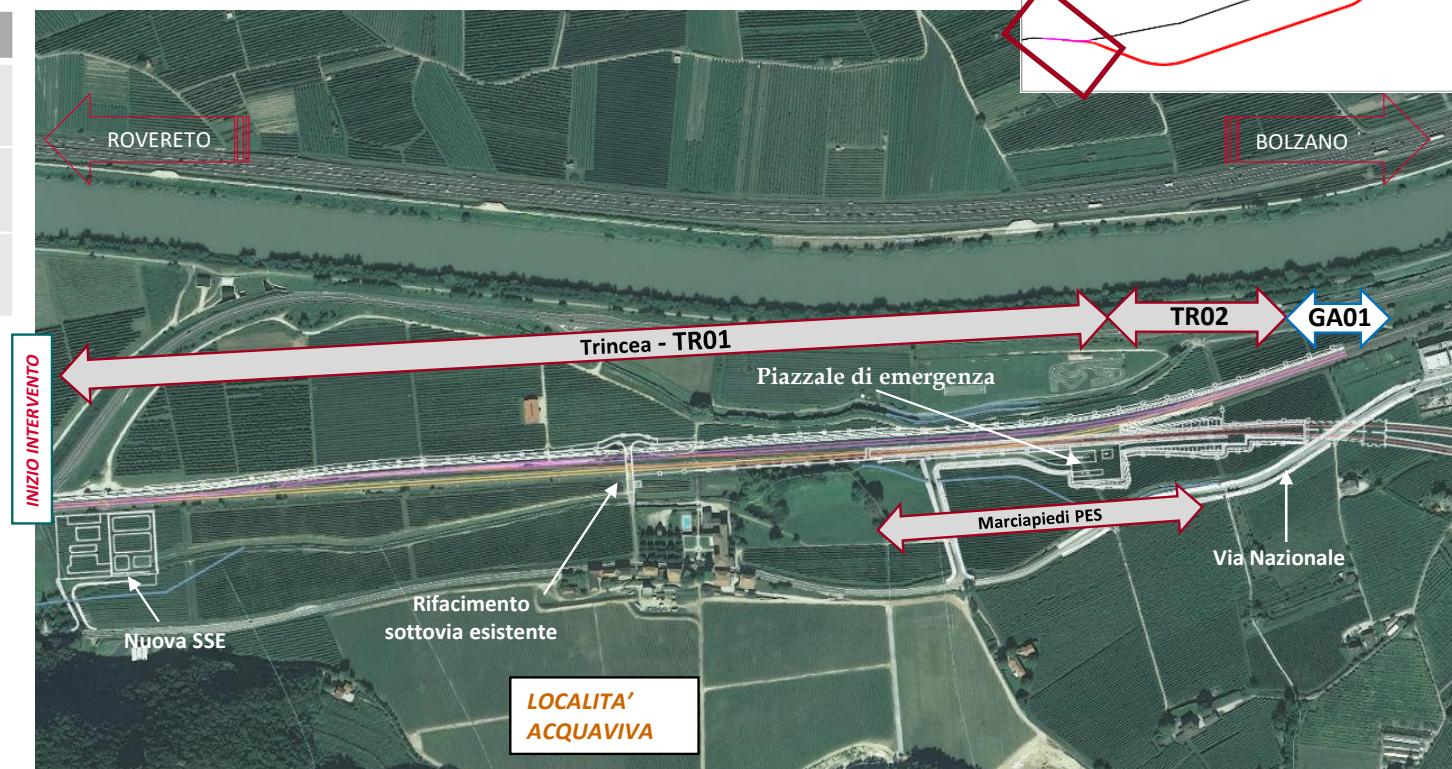 ROVERETO
BOLZANO
TR02
GA01
Trincea - TR01
Piazzale di emergenza
INIZIO INTERVENTO
Marciapiedi PES
Via Nazionale
Rifacimento
sottovia esistente
Nuova SSE
LOCALITA'
ACQUAVIVA